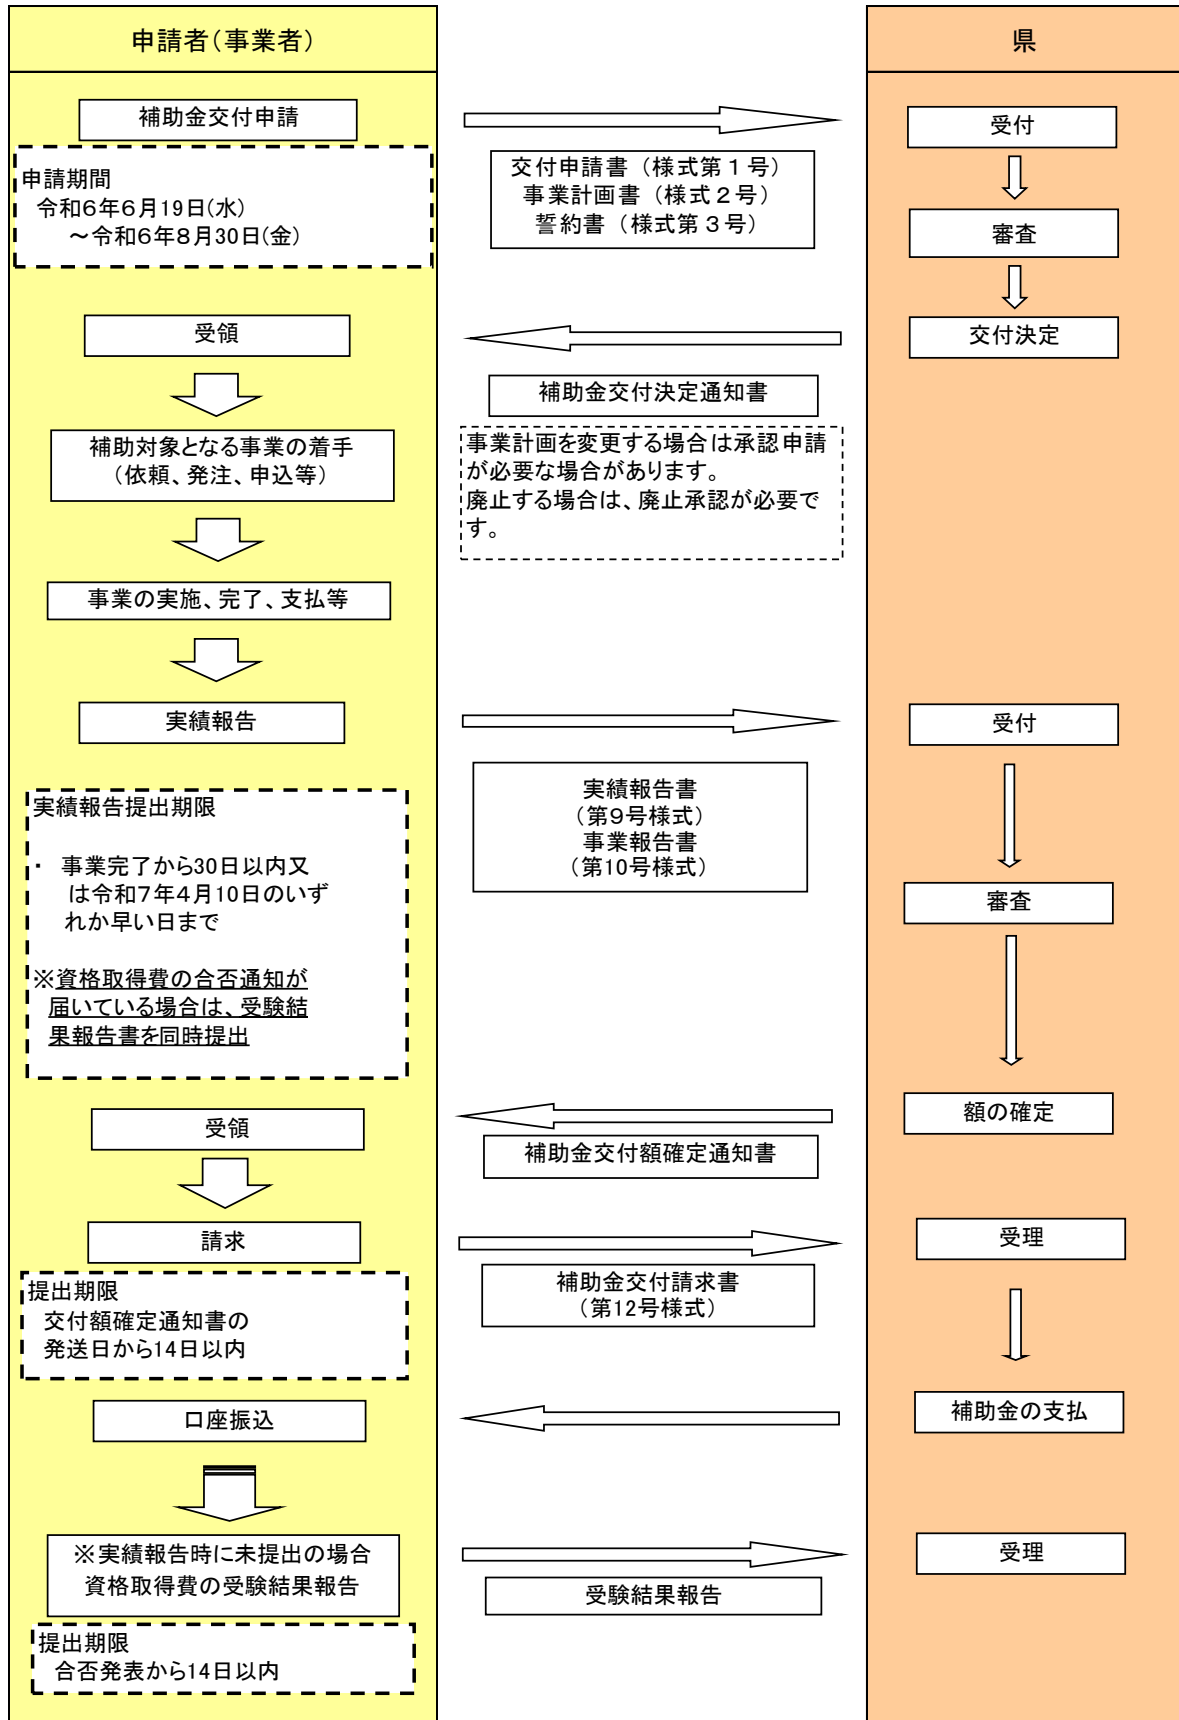 申請者（事業者）
県
補助金交付申請
受付
申請期間
令和６年６月19日(水)
～令和６年８月30日(金)
交付申請書（様式第１号）
事業計画書（様式２号）
誓約書（様式第３号）
審査
受領
交付決定
補助金交付決定通知書
補助対象となる事業の着手
（依頼、発注、申込等）
事業計画を変更する場合は承認申請
が必要な場合があります。
廃止する場合は、廃止承認が必要で
す。
事業の実施、完了、支払等
実績報告
受付
実績報告書
（第９号様式）
事業報告書
（第10号様式）
実績報告提出期限
・　事業完了から30日以内又
は令和７年４月10日のいず
れか早い日まで
※資格取得費の合否通知が
届いている場合は、受験結
果報告書を同時提出
審査
受領
額の確定
補助金交付額確定通知書
請求
受理
補助金交付請求書
（第12号様式）
提出期限
交付額確定通知書の
発送日から14日以内
口座振込
補助金の支払
※実績報告時に未提出の場合
資格取得費の受験結果報告
受理
受験結果報告
提出期限
合否発表から14日以内